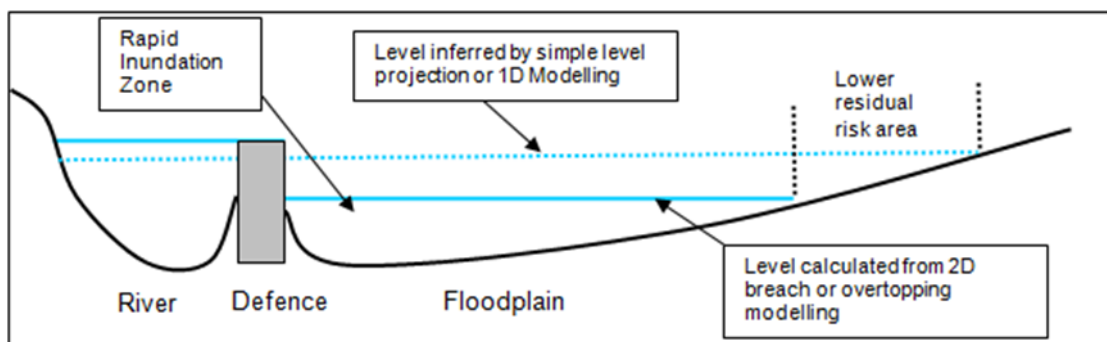 Rapid
Inundation
Zone
Level inferred by simple level
projection or 1D Modelling
Lower
residual
risk area
Level calculated from 2D
breach or overtopping
modelling
River
Defence
Floodplain